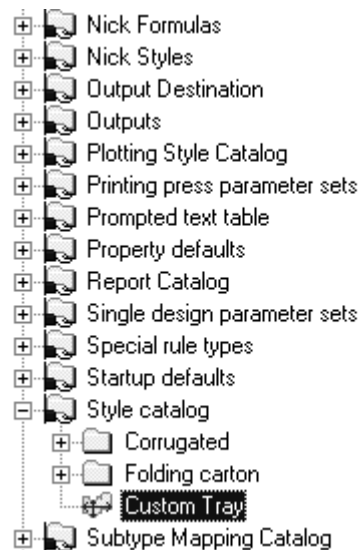 Nick Formulas
Nick Styles
Output Destination
Outputs
Plotting Style Catalog
Printing press parameter sets
Prompted text table
Property defaults
Report Catalog
Single design parameter sets
Special rule types
Startup defaults
Style catalog
Corrugated
Folding carton
Custom Tray
Subtype Mapping Catalog